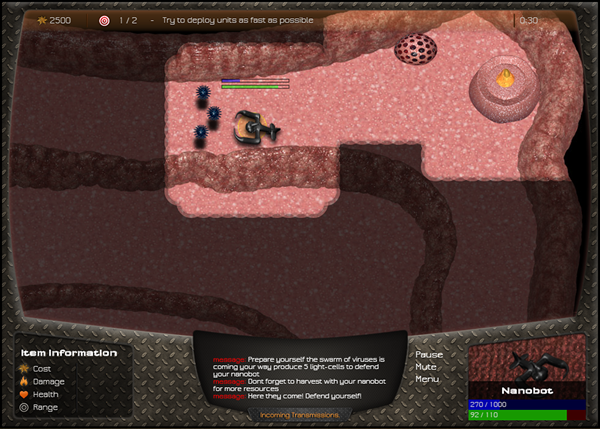 2500 1 / 2 - Try to deploy units as fast as possible 0:30
Item Information
Cost
Damage
Health
Range
message: Prepare yourself the swarm of viruses is
coming your way produce 5 light-cells to defend
your nanobot
message: Dont forget to harvest with your nanobot
for more resources
message: Here they come! Defend yourself!
Incoming Transmissions.
Pause
Mute
Menu
Nanobot
270 / 1000
92 / 110